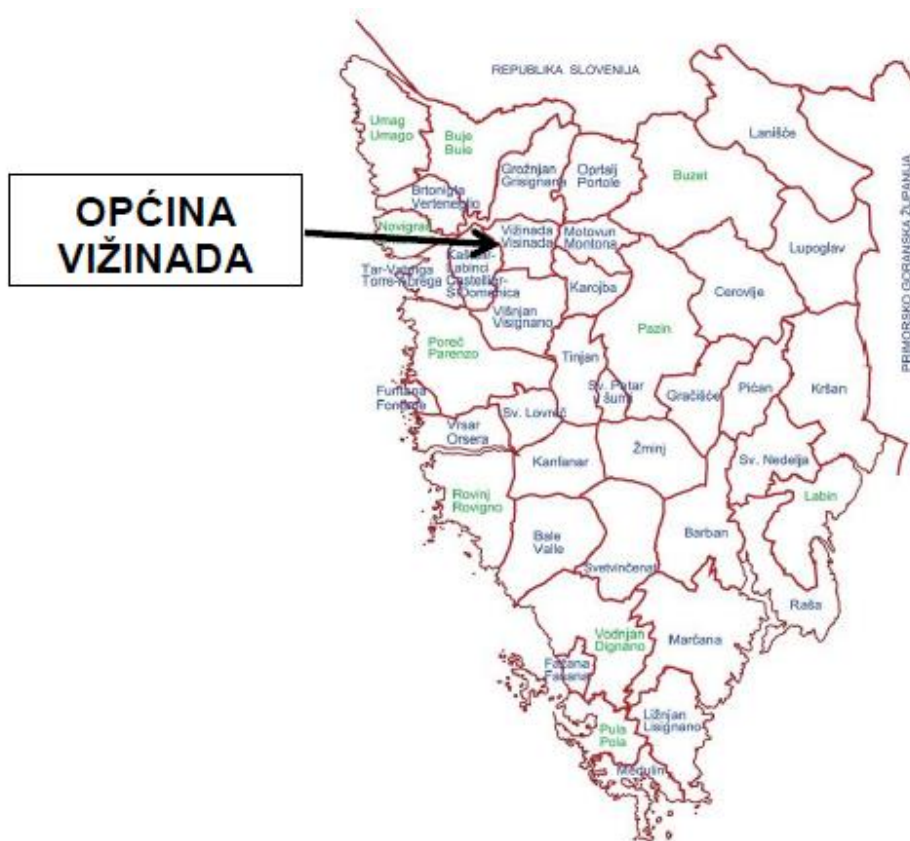 REPUBLIKA SLOVENIJA
PRIMORSKO GORANSKA ŽUPANIJA
OPĆINA
VIŽINADA
Umag
Umago
Buje
Buie
Lanišće
Grožnjan
Grisignana
Oprtalj
Portole
Buzet
Brtonigla
Verteneglio
Novigrad
Vižinada
Visinada
Motovun
Montona
Lupoglav
Kaštelir-
Labinci
Castellier-
S.Domenica
Tar-Vabriga
Torre-Abrega
Karojba
Cerovlje
Višnjan
Visignano
Pazin
Poreč
Parenzo
Tinjan
Sv. Petar
u šumi
Gračišće
Pićan
Kršan
Funtana
Fontane
Sv. Lovreč
Vrsar
Orsera
Kanfanar
Žminj
Sv. Nedelja
Rovinj
Rovigno
Labin
Bale
Valle
Barban
Svetvinčenat
Raša
Vodnjan
Dignano
Marčana
Fažana
Fasana
Ližnjan
Lisignano
Pula
Pola
Medulin